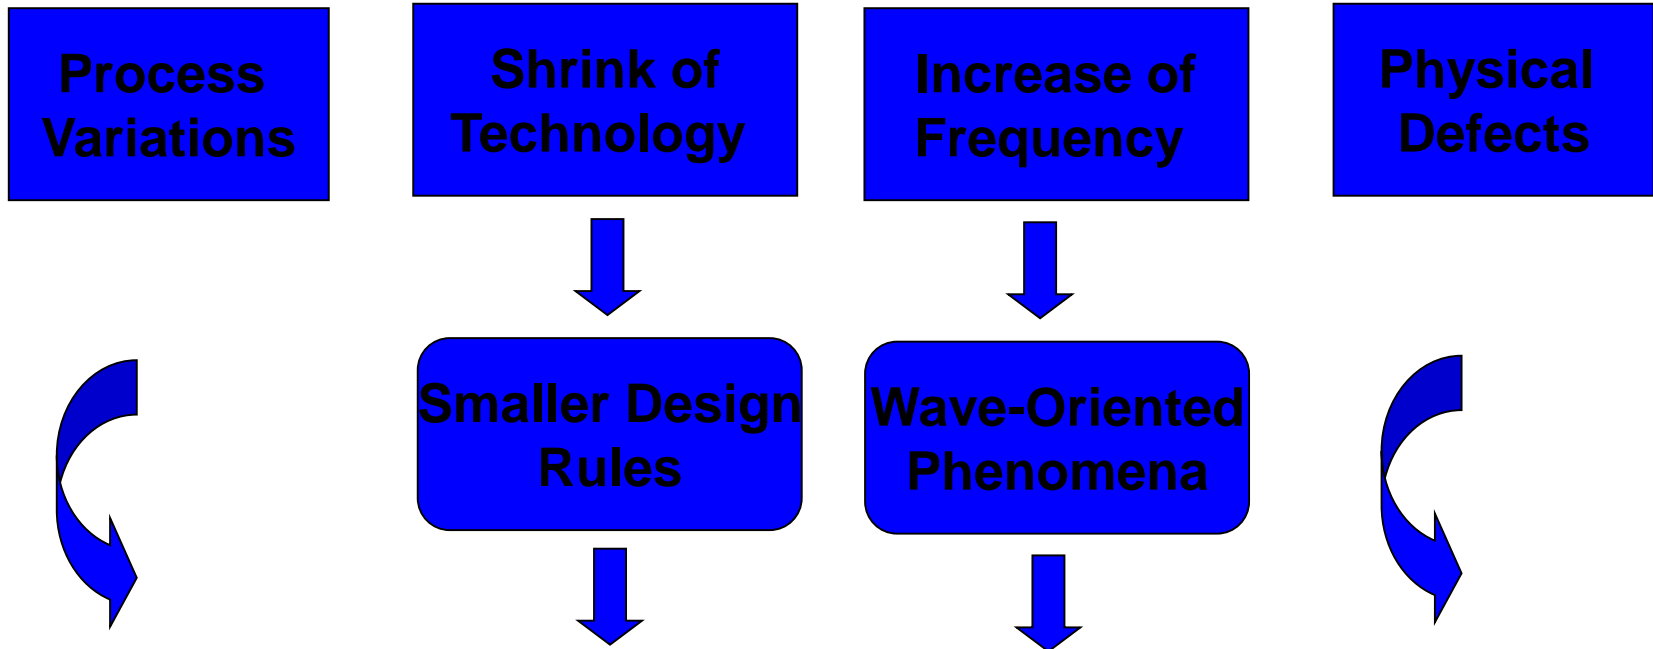 Process
Variations
Shrink of
Technology
Increase of
Frequency
Physical
Defects
Smaller Design
Rules
Wave-Oriented
Phenomena